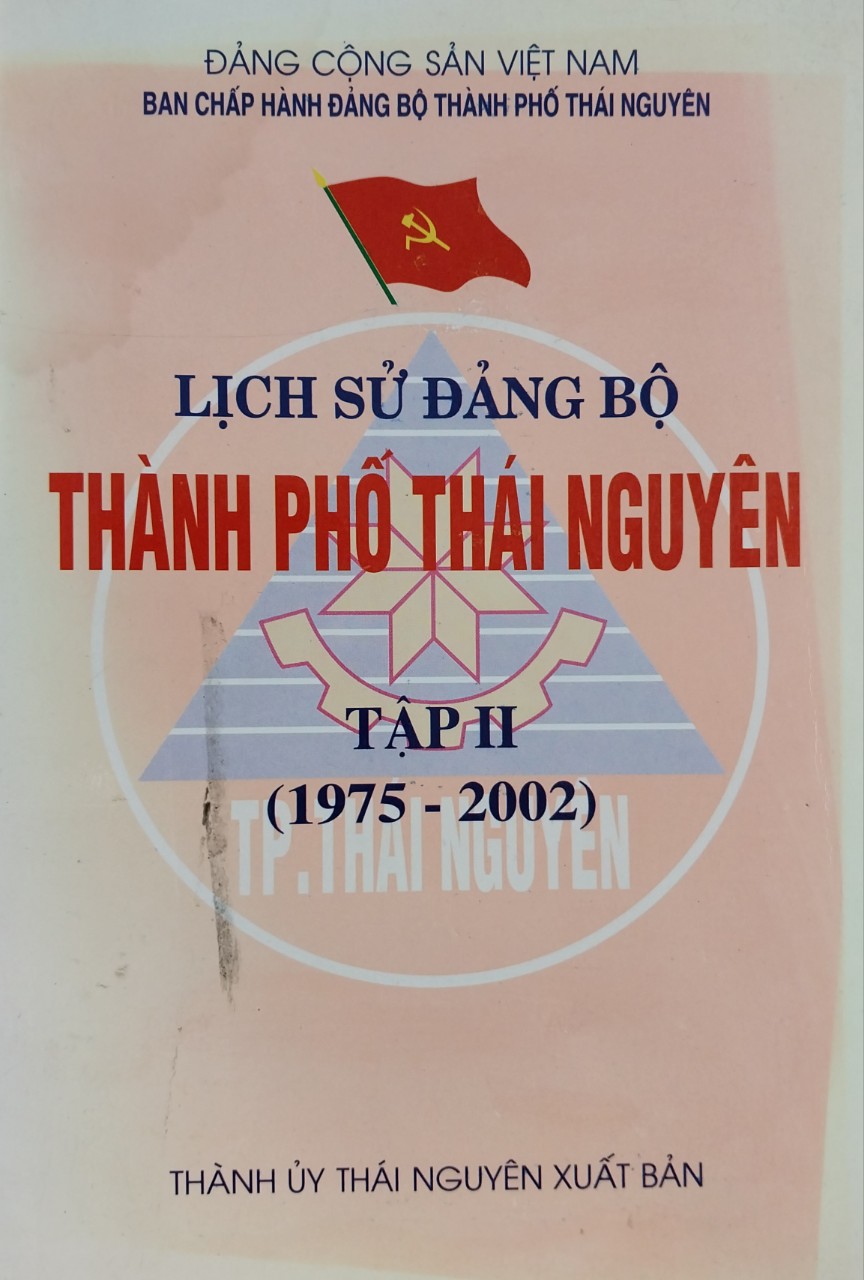 ĐẢNG CỘNG SẢN VIỆT NAM
BAN CHẤP HÀNH ĐẢNG BỘ THÀNH PHỐ THÁI NGUYÊN
LỊCH SỬ ĐẢNG BỘ
THÀNH PHỐ THÁI NGUYÊN
TẬP II
(1975 - 2002)
TP.THÁI NGUYÊN
THÀNH ỦY THÁI NGUYÊN XUẤT BẢN